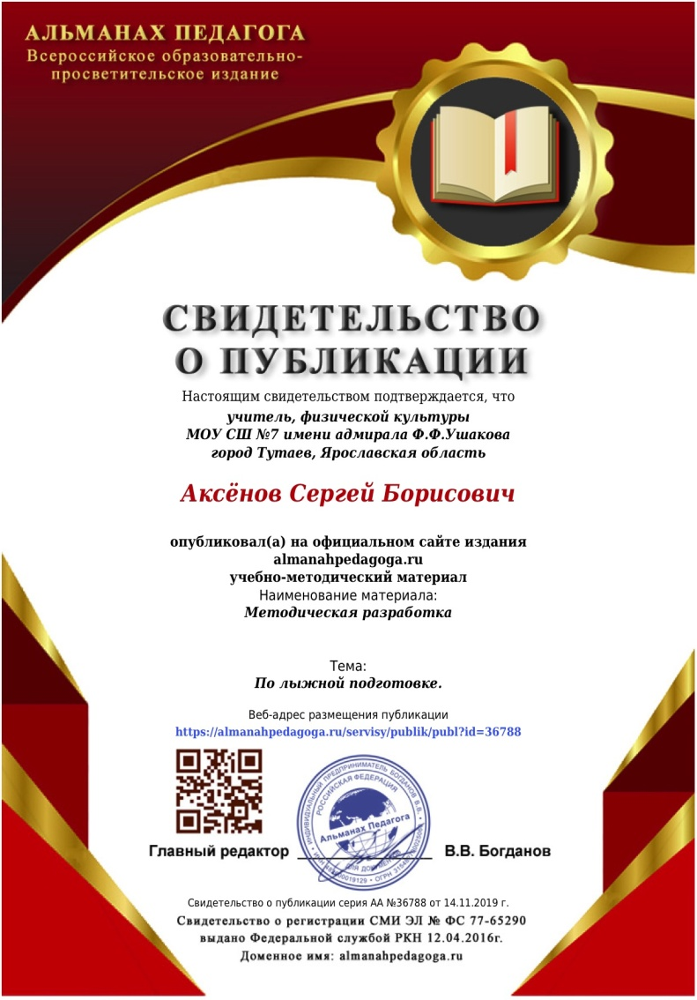 АЛЬМАНАХ ПЕДАГОГА
Всероссийское образовательно-
просветительское издание
СВИДЕТЕЛЬСТВО
О ПУБЛИКАЦИИ
Настоящим свидетельством подтверждается, что
учитель, физической культуры
МОУ СШ №7 имени адмирала Ф.Ф.Ушакова
город Тутаев, Ярославская область
Аксёнов Сергей Борисович
опубликовал(а) на официальном сайте издания
almanahpedagoga.ru
учебно-методический материал
Наименование материала:
Методическая разработка
Тема:
По лыжной подготовке.
Веб-адрес размещения публикации
https://almanahpedagoga.ru/servisy/publik/publ?id=36788
ИНДИВИДУАЛЬНЫЙ ПРЕДПРИНИМАТЕЛЬ БОГДАНОВ В.В.
РОССИЙСКАЯ ФЕДЕРАЦИЯ
Альманах Педагога
Главный редактор
В.В. Богданов
Свидетельство о публикации серия АА №36788 от 14.11.2019 г.
Свидетельство о регистрации СМИ ЭЛ № ФС 77-65290
выдано Федеральной службой РКН 12.04.2016г.
Доменное имя: almanahpedagoga.ru